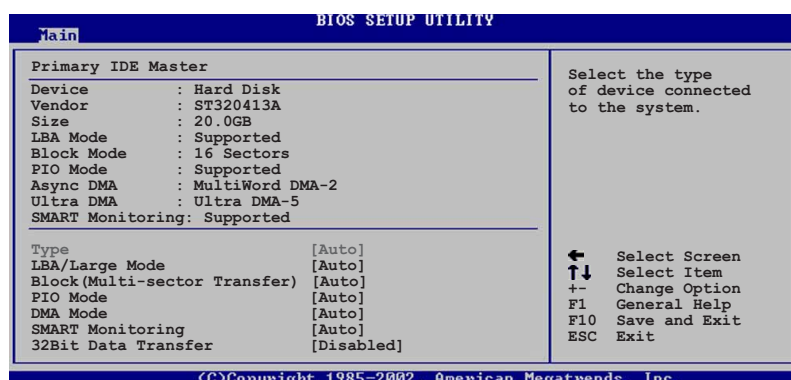 BIOS SETUP UTILITY
Main
Primary IDE Master
Device : Hard Disk
Vendor : ST320413A
Size : 20.0GB
LBA Mode : Supported
Block Mode : 16 Sectors
PIO Mode : Supported
Async DMA : MultiWord DMA-2
Ultra DMA : Ultra DMA-5
SMART Monitoring: Supported
Type [Auto]
LBA/Large Mode [Auto]
Block(Multi-sector Transfer) [Auto]
PIO Mode [Auto]
DMA Mode [Auto]
SMART Monitoring [Auto]
32Bit Data Transfer [Disabled]
Select the type
of device connected
to the system.
Select Screen
Select Item
+- Change Option
F1 General Help
F10 Save and Exit
ESC Exit
(C)Copyright 1985-2002, American Megatrends, Inc.